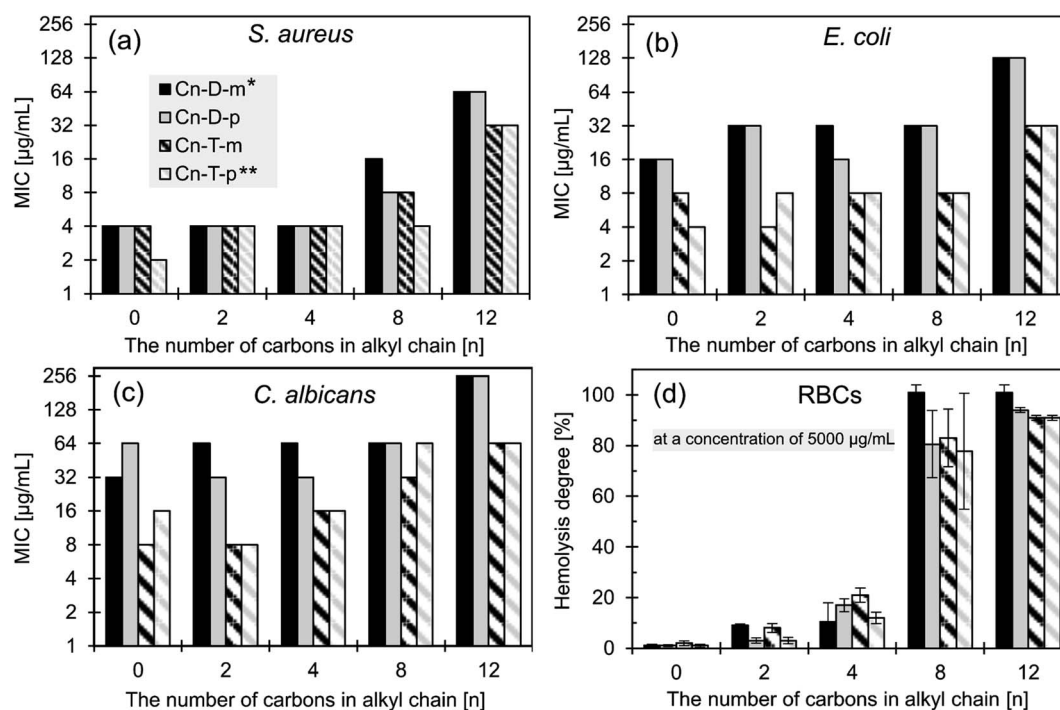 (a)
S. aureus
MIC [µg/mL]
256
128
64
32
16
8
4
2
1
Cn-D-m*
Cn-D-p
Cn-T-m
Cn-T-p**
0 2 4 8 12
The number of carbons in alkyl chain [n]
(b)
E. coli
MIC [µg/mL]
256
128
64
32
16
8
4
2
1
0 2 4 8 12
The number of carbons in alkyl chain [n]
(c)
C. albicans
MIC [µg/mL]
256
128
64
32
16
8
4
2
1
0 2 4 8 12
The number of carbons in alkyl chain [n]
(d)
RBCs
at a concentration of 5000 µg/mL
Hemolysis degree [%]
100
80
60
40
20
0
0 2 4 8 12
The number of carbons in alkyl chain [n]